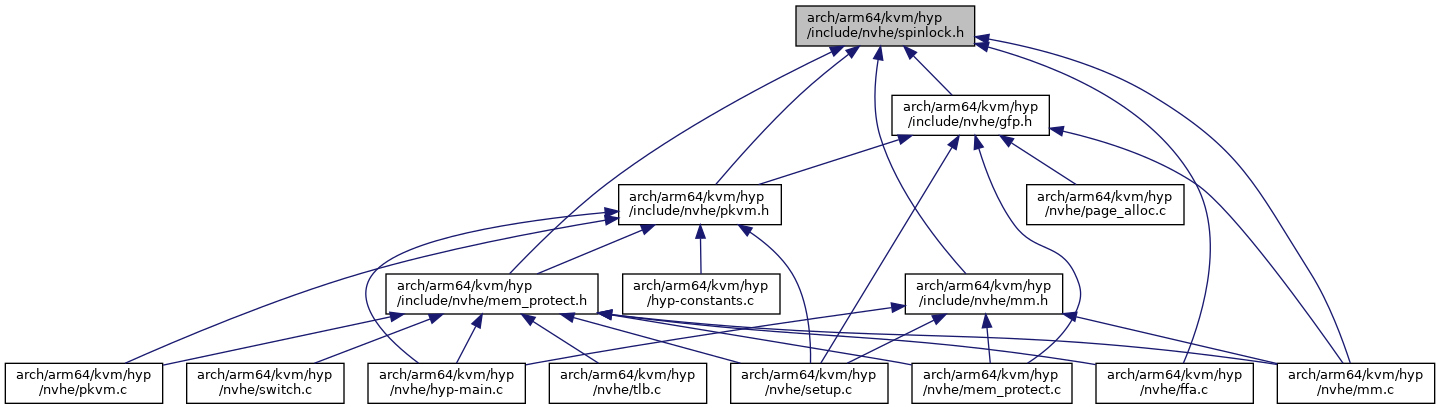 arch/arm64/kvm/hyp
/include/nvhe/spinlock.h
arch/arm64/kvm/hyp
/include/nvhe/gfp.h
arch/arm64/kvm/hyp
/include/nvhe/pkvm.h
arch/arm64/kvm/hyp
/nvhe/page_alloc.c
arch/arm64/kvm/hyp
/include/nvhe/mem_protect.h
arch/arm64/kvm/hyp
/hyp-constants.c
arch/arm64/kvm/hyp
/include/nvhe/mm.h
arch/arm64/kvm/hyp
/nvhe/pkvm.c
arch/arm64/kvm/hyp
/nvhe/switch.c
arch/arm64/kvm/hyp
/nvhe/hyp-main.c
arch/arm64/kvm/hyp
/nvhe/tlb.c
arch/arm64/kvm/hyp
/nvhe/setup.c
arch/arm64/kvm/hyp
/nvhe/mem_protect.c
arch/arm64/kvm/hyp
/nvhe/ffa.c
arch/arm64/kvm/hyp
/nvhe/mm.c